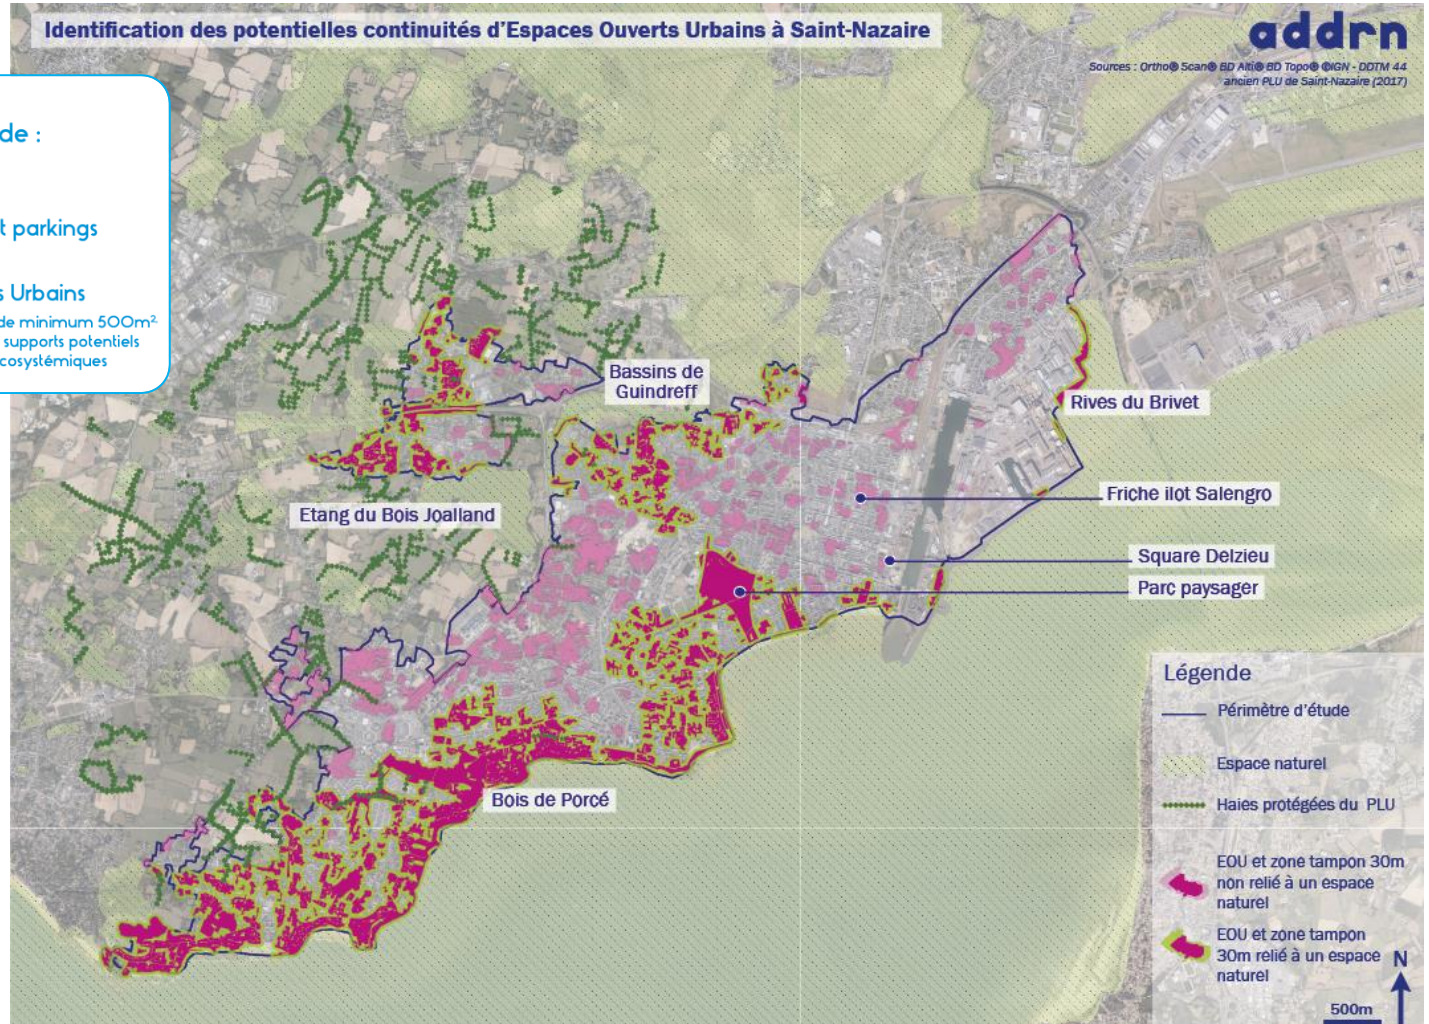 Identification des potentielles continuités d'Espaces Ouverts Urbains à Saint-Nazaire
addrn
Sources : Ortho® Scan® BD Alti® BD Topo® ©IGN - DDTM 44
ancien PLU de Saint-Nazaire (2017)
de :
t parkings
s Urbains
de minimum 500m²
supports potentiels
cosystémiques
Bassins de
Guindreff
Rives du Brivet
Friche ilot Salengro
Etang du Bois Joalland
Square Delzieu
Parc paysager
Bois de Porcé
Légende
Périmètre d'étude
Espace naturel
Haies protégées du PLU
EOU et zone tampon 30m
non relié à un espace
naturel
EOU et zone tampon
30m relié à un espace
naturel
N
500m